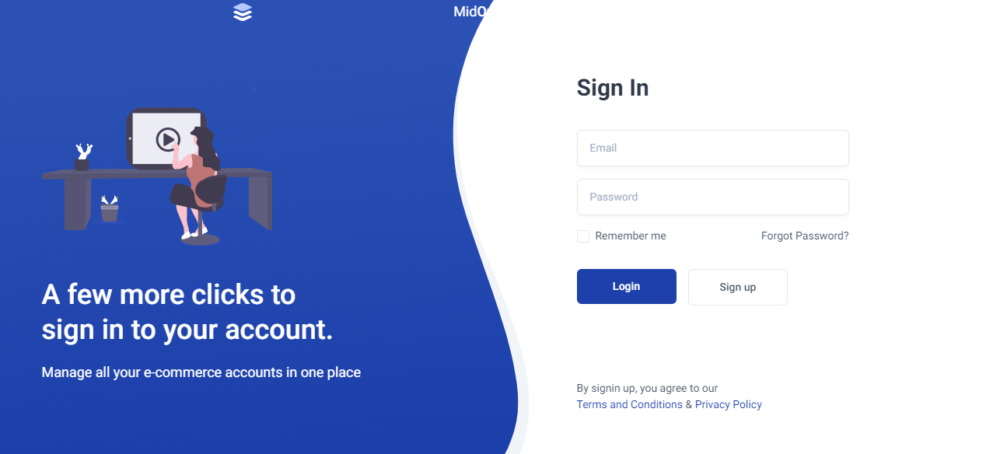 A few more clicks to
sign in to your account.
Manage all your e-commerce accounts in one place
Sign In
Email
Password
Remember me
Forgot Password?
Login
Sign up
By signin up, you agree to our
Terms and Conditions & Privacy Policy